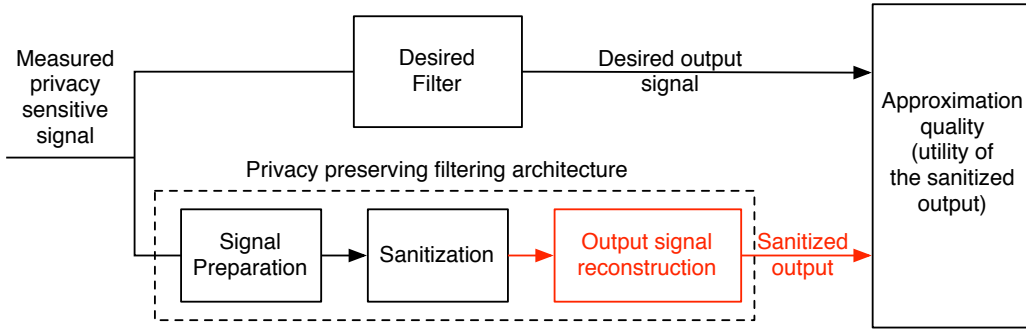 Measured
privacy
sensitive
signal
Desired
Filter
Desired output
signal
Approximation
quality
(utility of
the sanitized
output)
Privacy preserving filtering architecture
Signal
Preparation
Sanitization
Output signal
reconstruction
Sanitized
output